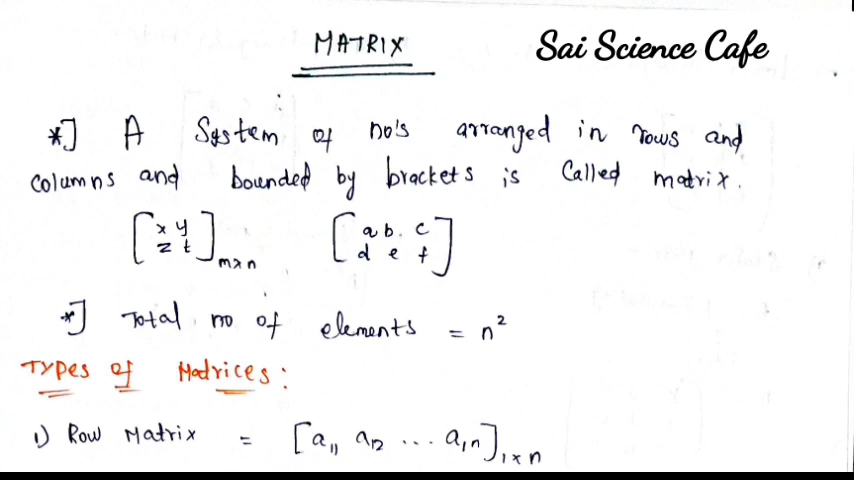 MATRIX
Sai Science Cafe
*] A System of no's arranged in rows and
columns and bounded by brackets is Called matrix.
[x y
z t]m×n
[a b. c
d e f]
*] Total no of elements = n²
Types of Matrices:
1) Row Matrix = [a₁₁ a₁₂ ... a₁n]₁×n